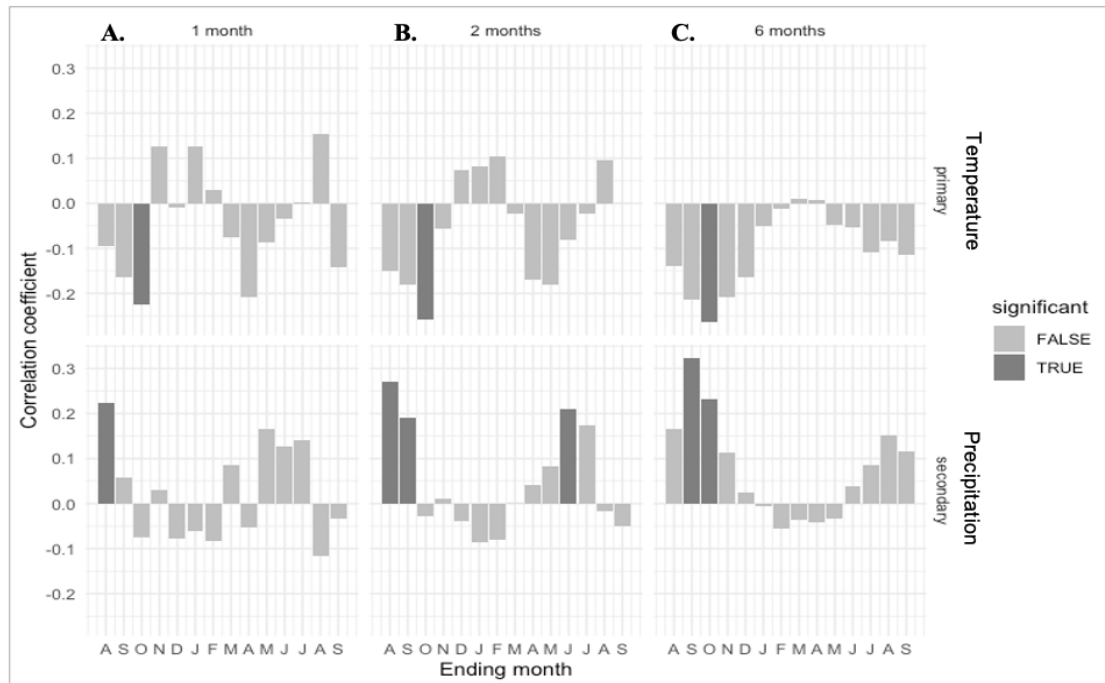 A. 1 month B. 2 months C. 6 months
0.3
0.2
0.1
0.0
-0.1
-0.2
Temperature
primary
Correlation coefficient
significant
FALSE
TRUE
0.3
0.2
0.1
0.0
-0.1
-0.2
Precipitation
secondary
A S O N D J F M A M J J A S A S O N D J F M A M J J A S A S O N D J F M A M J J A S
Ending month